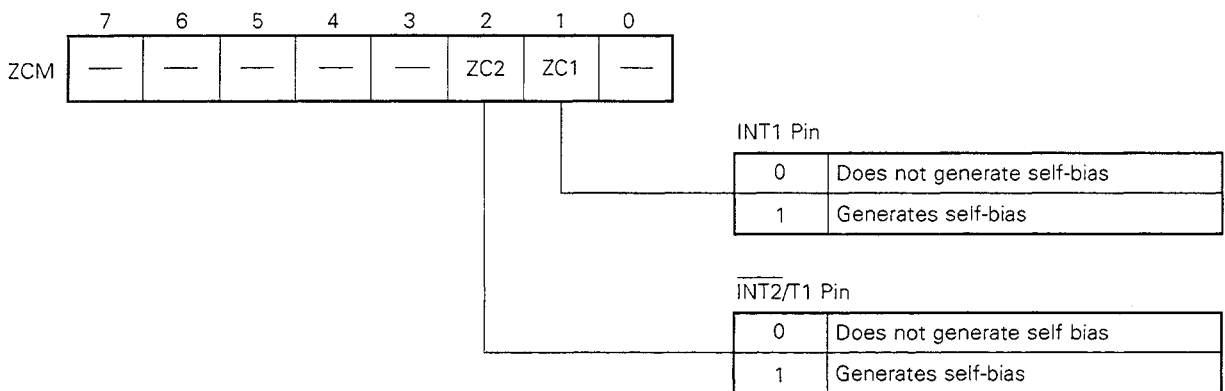 7 6 5 4 3 2 1 0
ZCM — — — — — ZC2 ZC1 —
INT1 Pin
0 Does not generate self-bias
1 Generates self-bias
I̅N̅T̅2̅/T1 Pin
0 Does not generate self bias
1 Generates self-bias